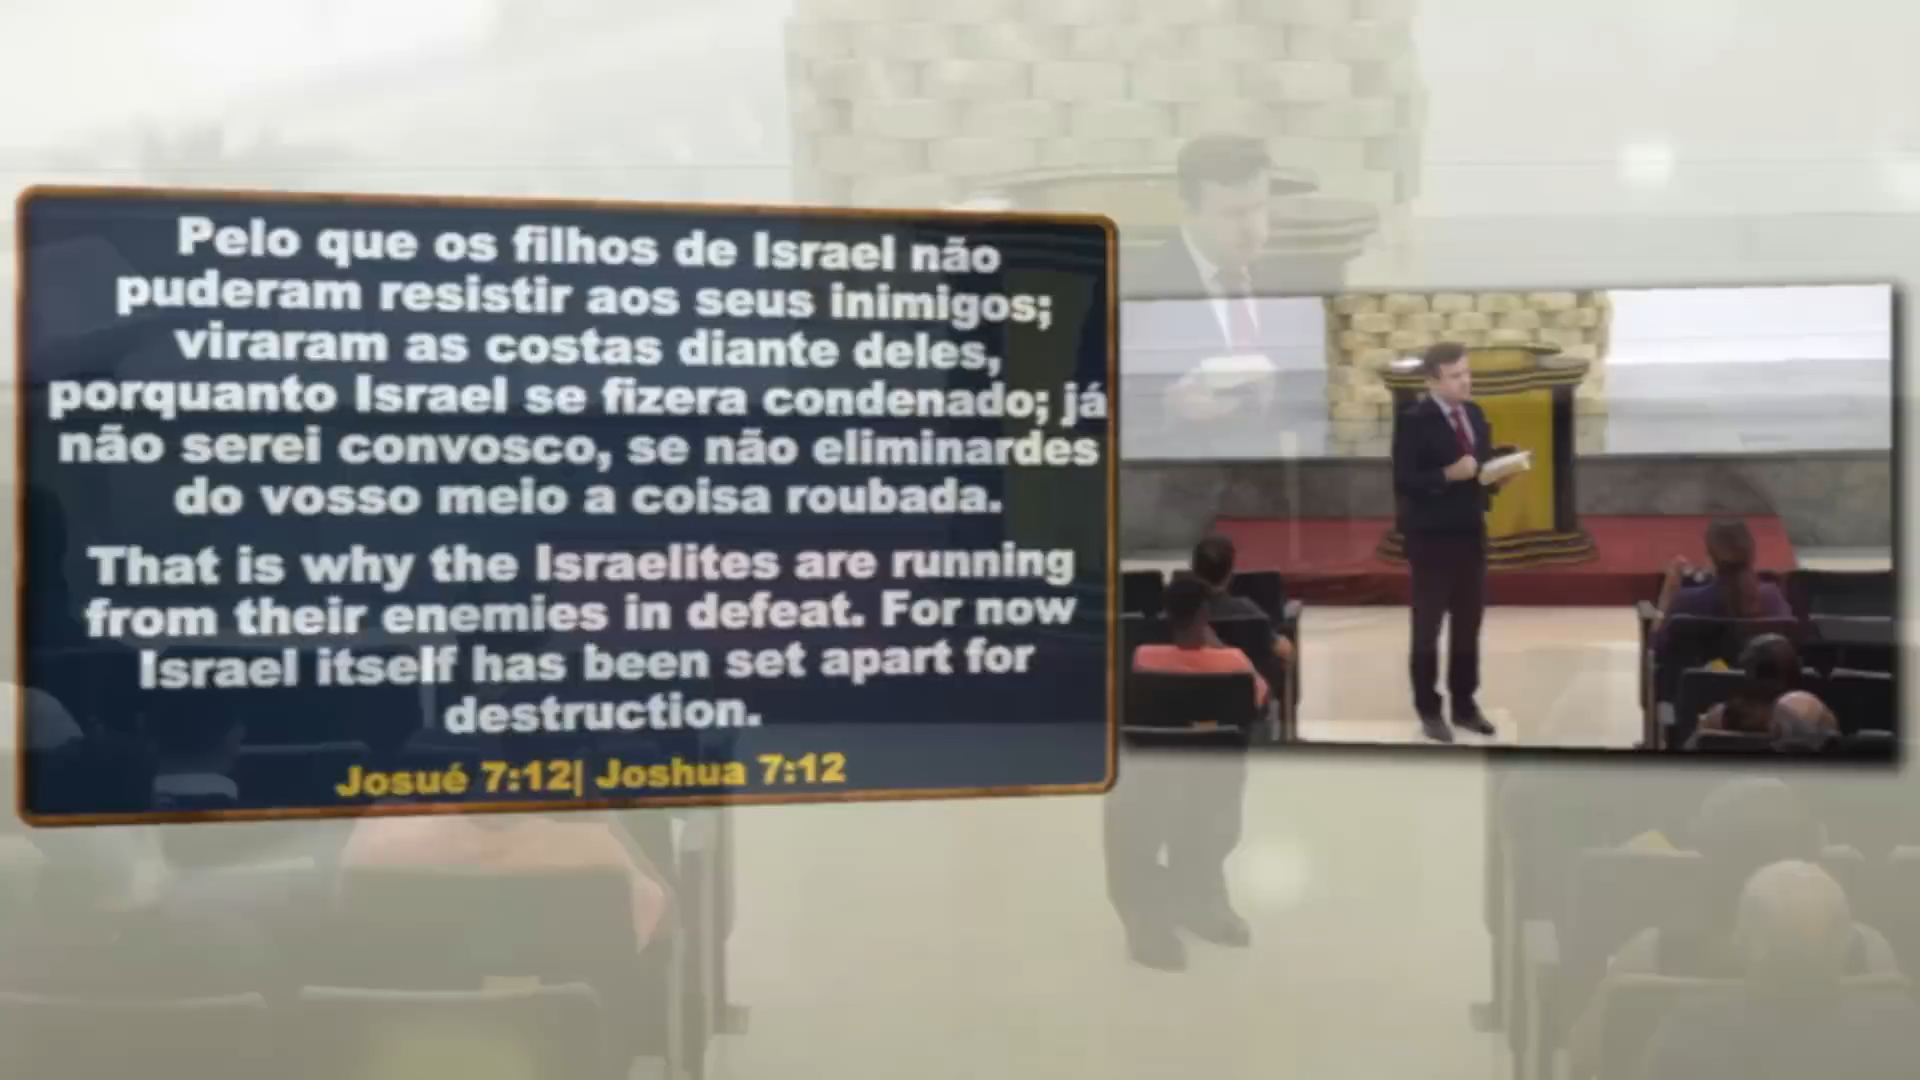 Pelo que os filhos de Israel não
puderam resistir aos seus inimigos;
viraram as costas diante deles,
porquanto Israel se fizera condenado; já
não serei convosco, se não eliminardes
do vosso meio a coisa roubada.
That is why the Israelites are running
from their enemies in defeat. For now
Israel itself has been set apart for
destruction.
Josué 7:12| Joshua 7:12